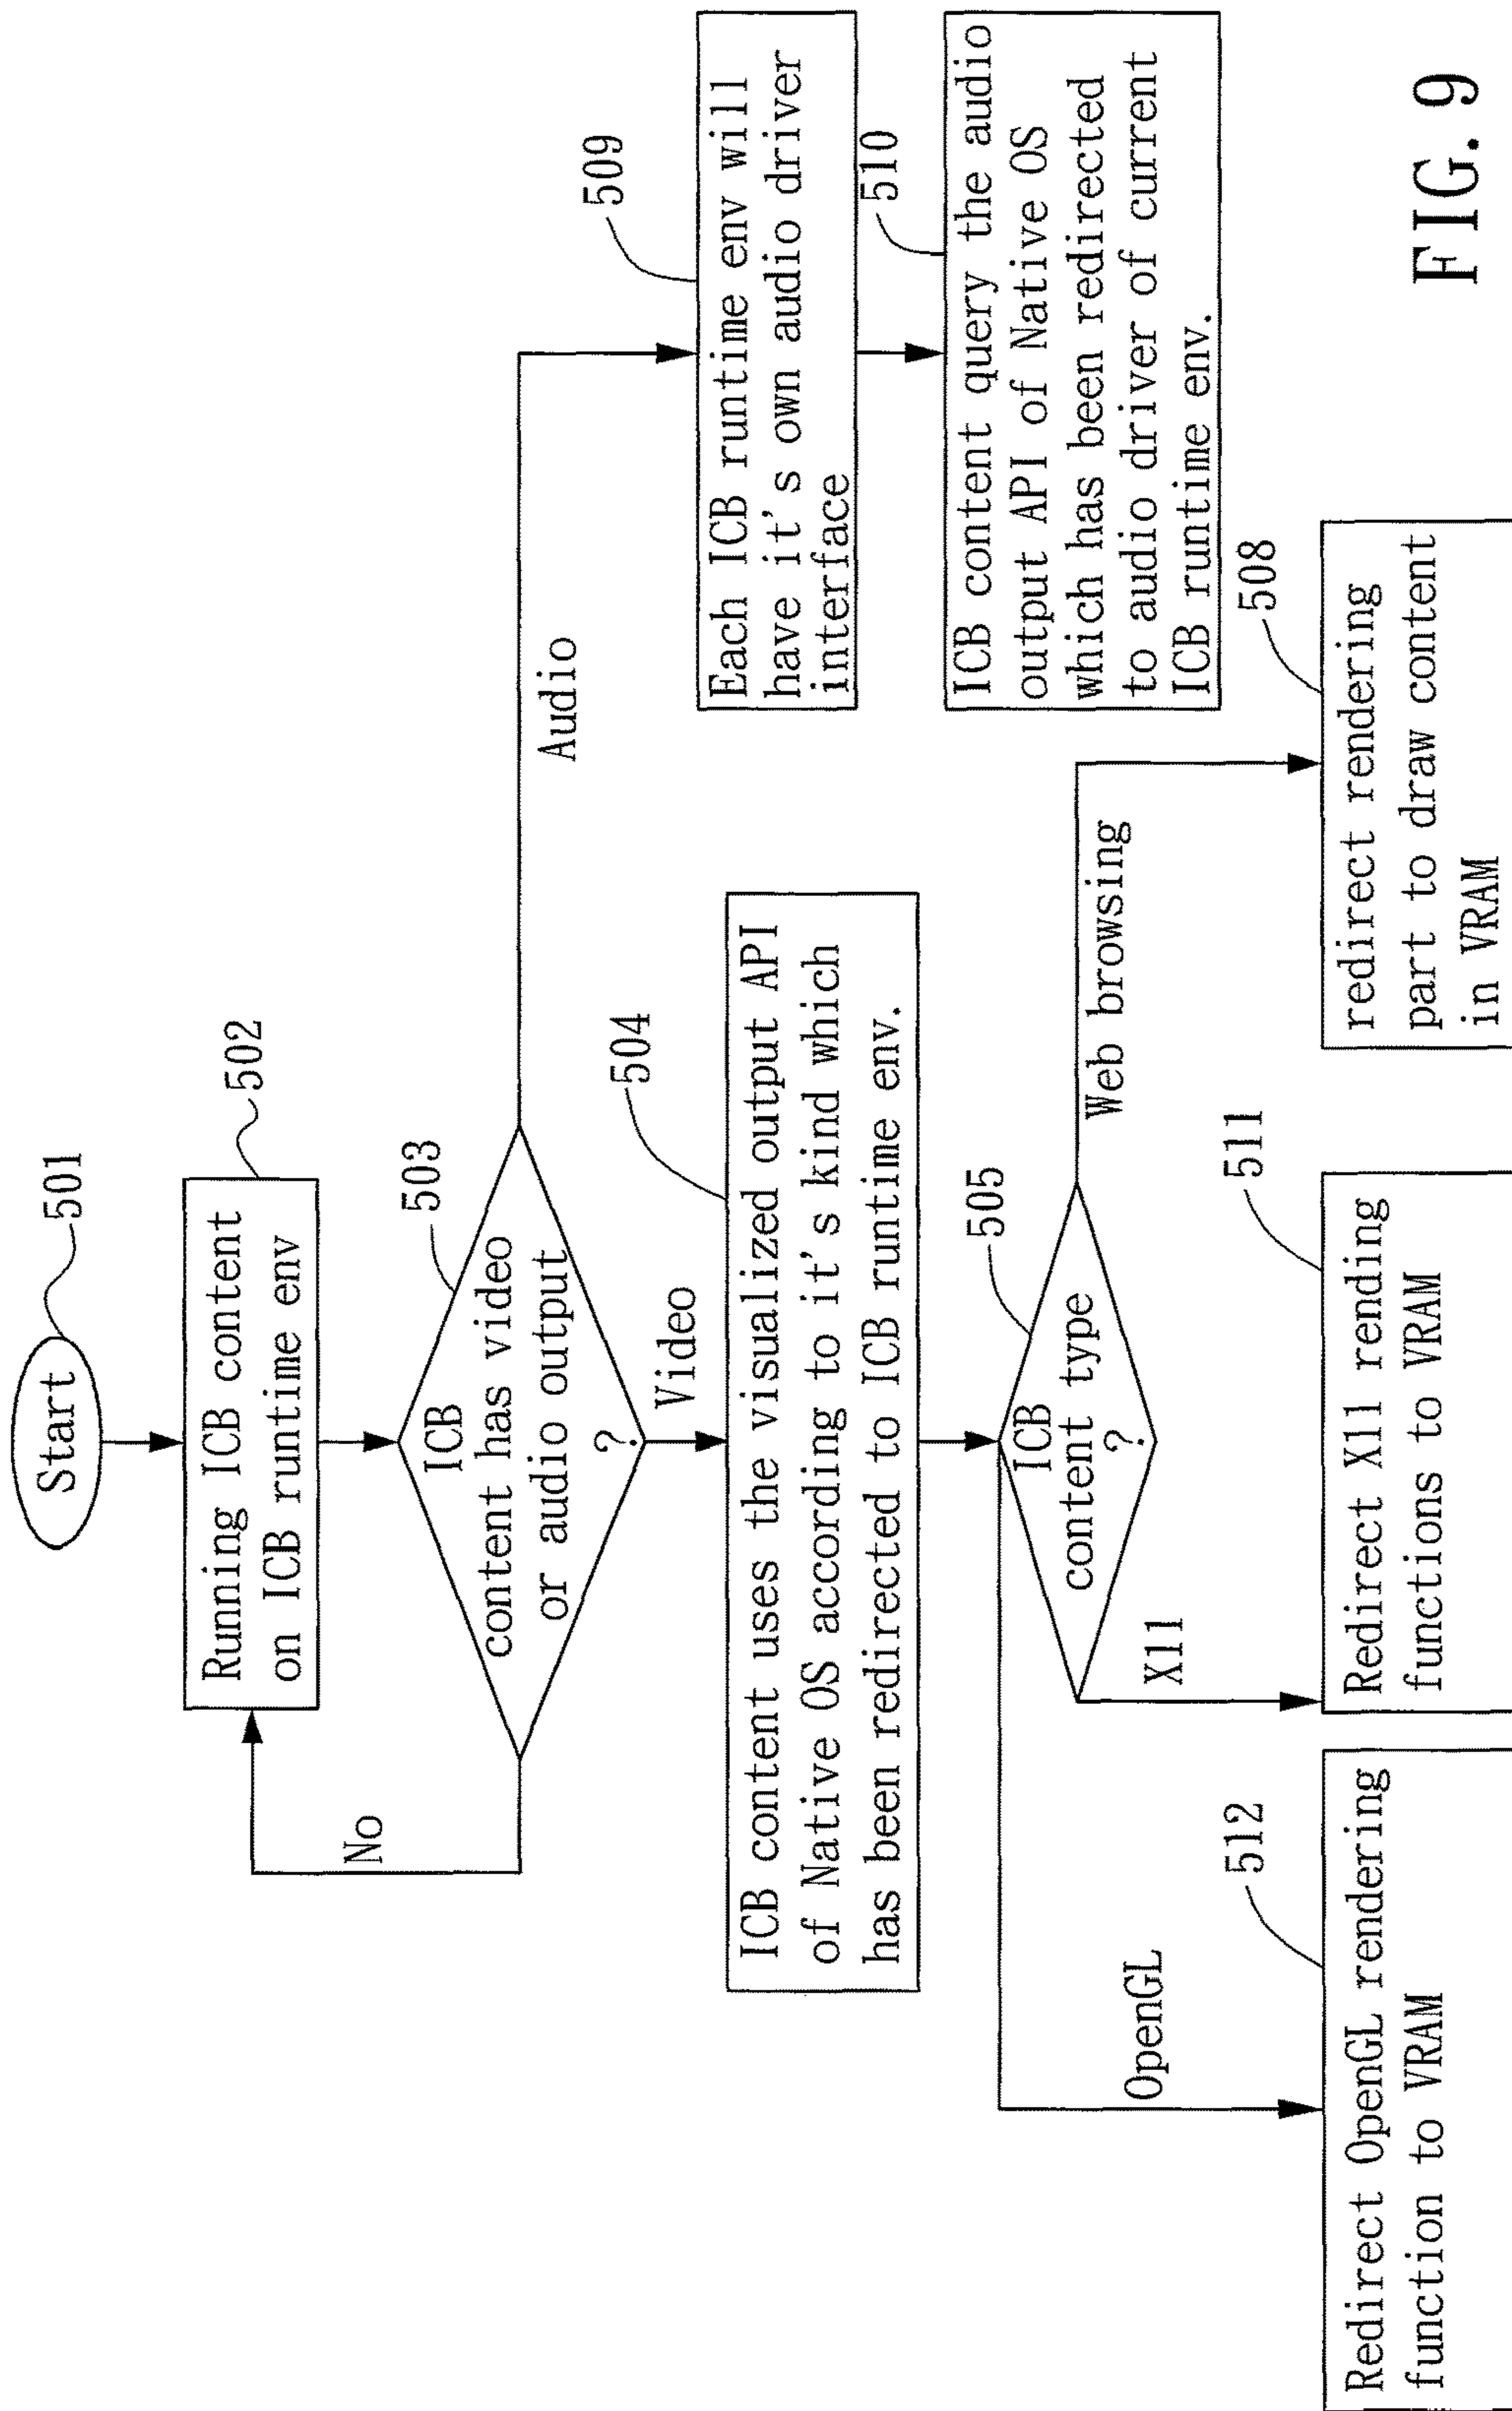 Start
501
Running ICB content
on ICB runtime env
502
No
ICB
content has video
or audio output
?
503
Audio
Video
Each ICB runtime env will
have it's own audio driver
interface
509
ICB content query the audio
output API of Native OS
which has been redirected
to audio driver of current
ICB runtime env.
510
ICB content uses the visualized output API
of Native OS according to it's kind which
has been redirected to ICB runtime env.
504
ICB
content type
?
505
OpenGL
X11
Web browsing
Redirect OpenGL rendering
function to VRAM
512
Redirect X11 rending
functions to VRAM
511
redirect rendering
part to draw content
in VRAM
508
FIG. 9